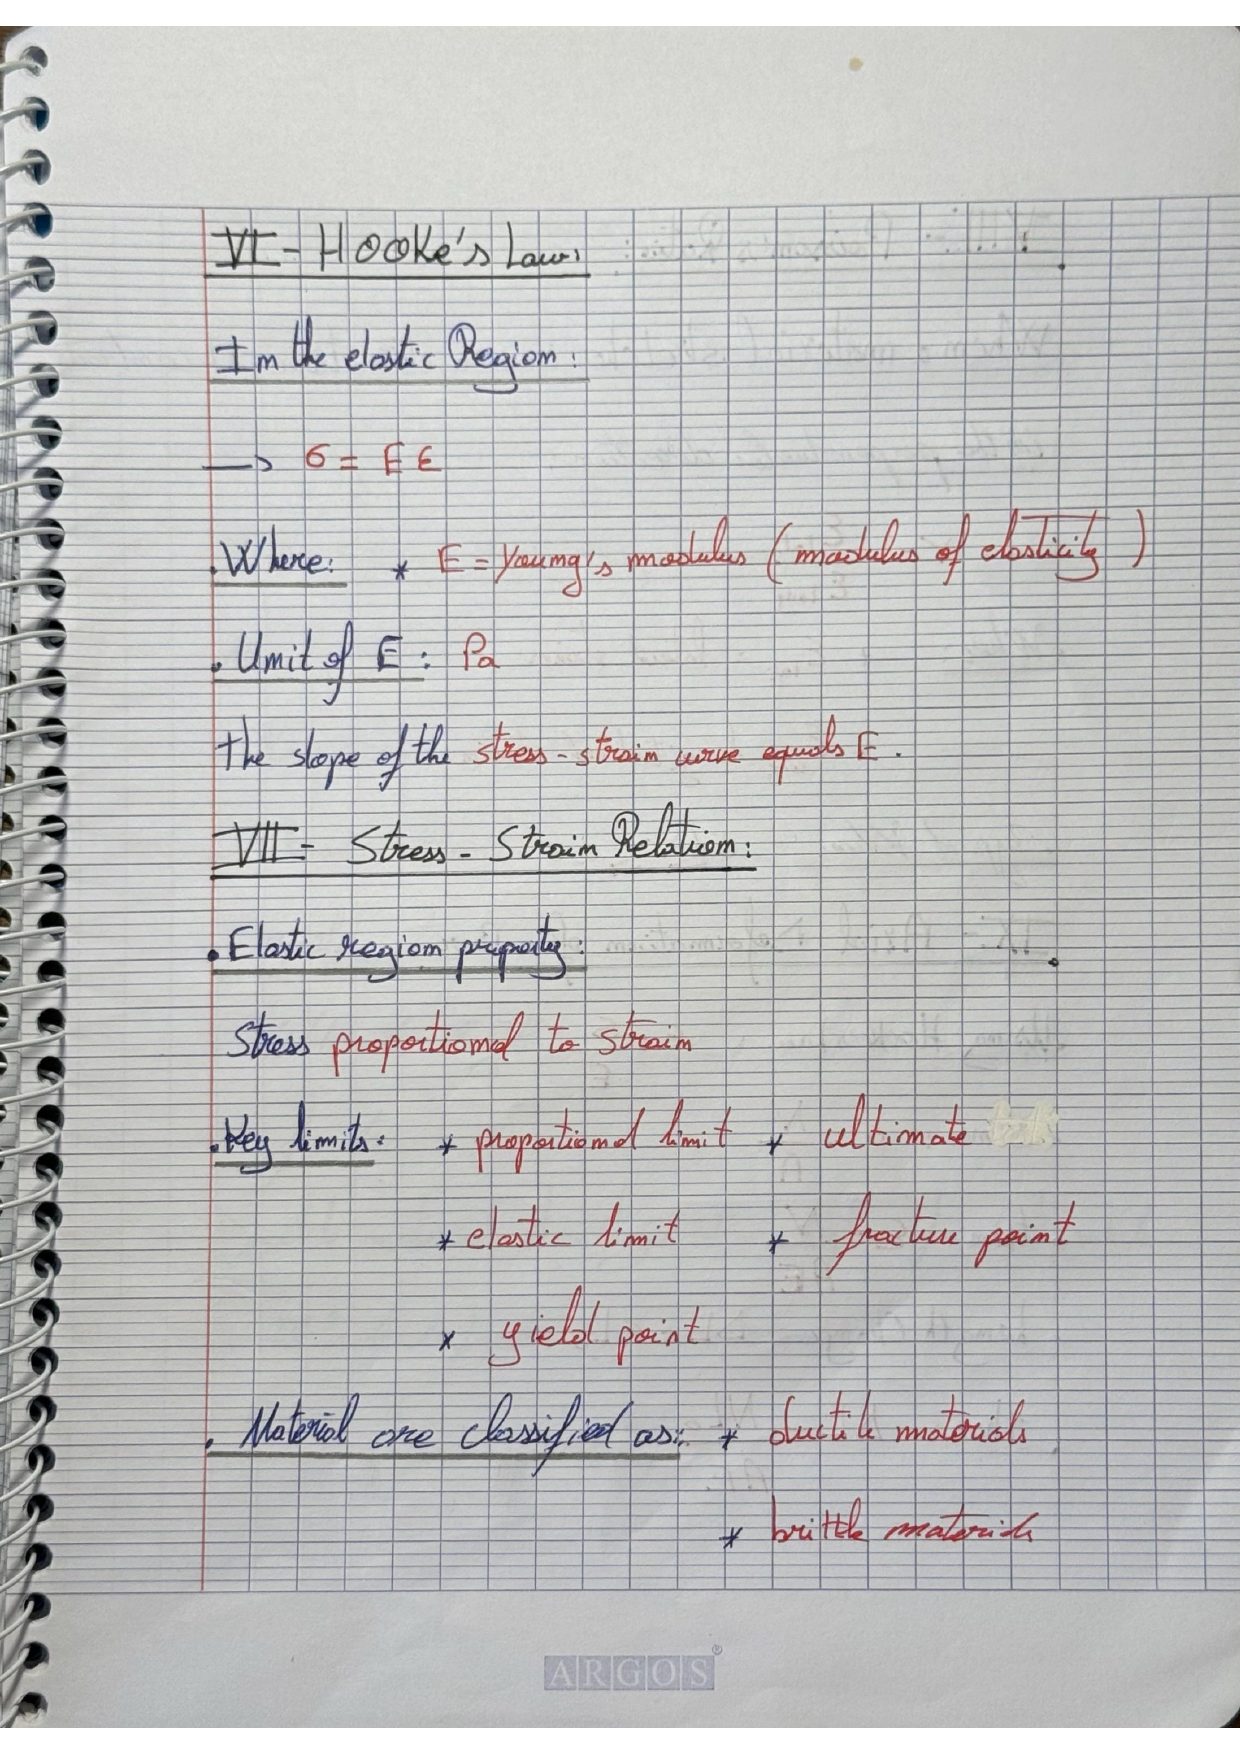 VI - Hooke's Law:
In the elastic Region:
→ σ = E ε
. Where: * E = Young's modulus (modulus of elasticity)
. Unit of E: Pa
The slope of the stress - strain curve equals E.
VII - Stress - Strain Relation:
. Elastic region property:
Stress proportional to strain
. Key limits: * proportional limit * ultimate
* elastic limit * fracture point
* yield point
. Material are classified as: * ductile materials
* brittle materials
ARGOS®